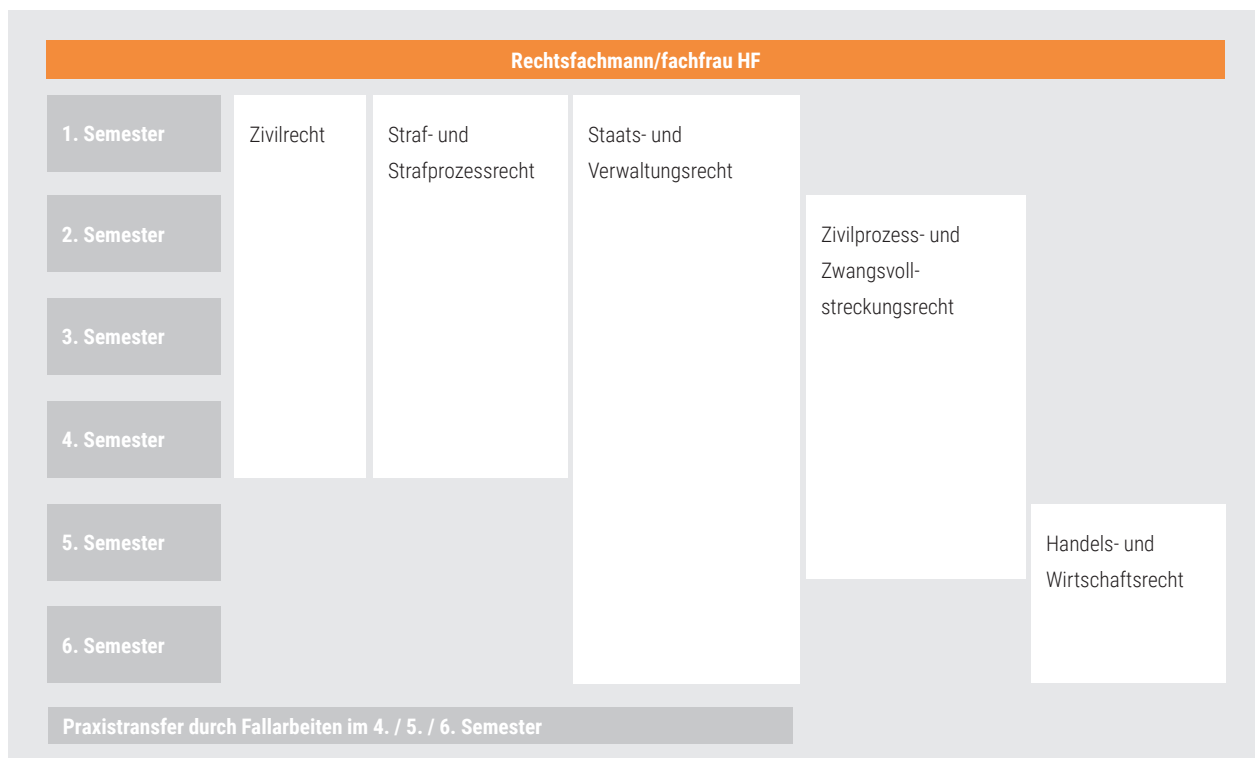 Rechtsfachmann/fachfrau HF
1. Semester
Zivilrecht
Straf- und
Strafprozessrecht
Staats- und
Verwaltungsrecht
2. Semester
Zivilprozess- und
Zwangsvoll-
streckungsrecht
3. Semester
4. Semester
5. Semester
Handels- und
Wirtschaftsrecht
6. Semester
Praxistransfer durch Fallarbeiten im 4. / 5. / 6. Semester